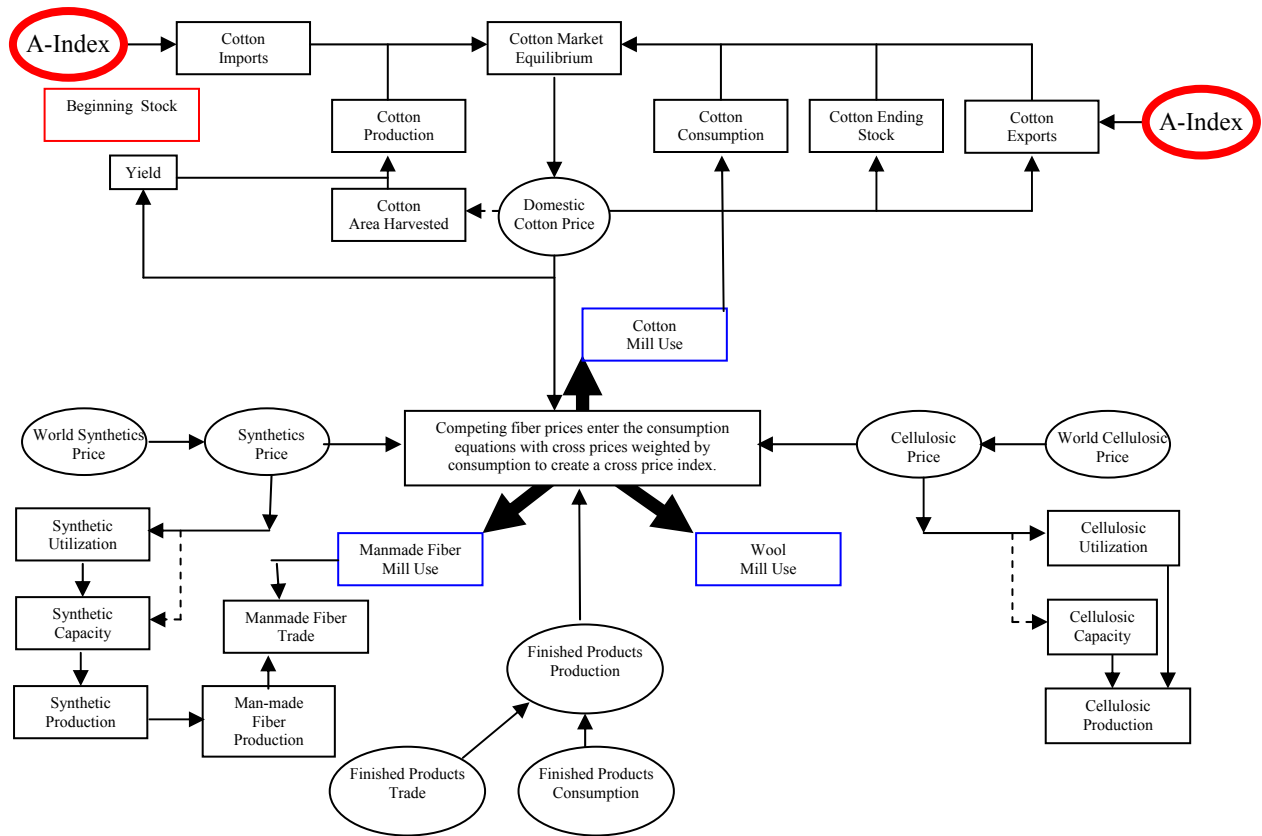 A-Index
Cotton
Imports
Cotton Market
Equilibrium
Beginning Stock
Cotton
Production
Cotton
Consumption
Cotton Ending
Stock
Cotton
Exports
A-Index
Yield
Cotton
Area Harvested
Domestic
Cotton Price
Cotton
Mill Use
World Synthetics
Price
Synthetics
Price
Competing fiber prices enter the consumption
equations with cross prices weighted by
consumption to create a cross price index.
Cellulosic
Price
World Cellulosic
Price
Synthetic
Utilization
Manmade Fiber
Mill Use
Wool
Mill Use
Cellulosic
Utilization
Synthetic
Capacity
Manmade Fiber
Trade
Cellulosic
Capacity
Finished Products
Production
Synthetic
Production
Man-made
Fiber
Production
Cellulosic
Production
Finished Products
Trade
Finished Products
Consumption